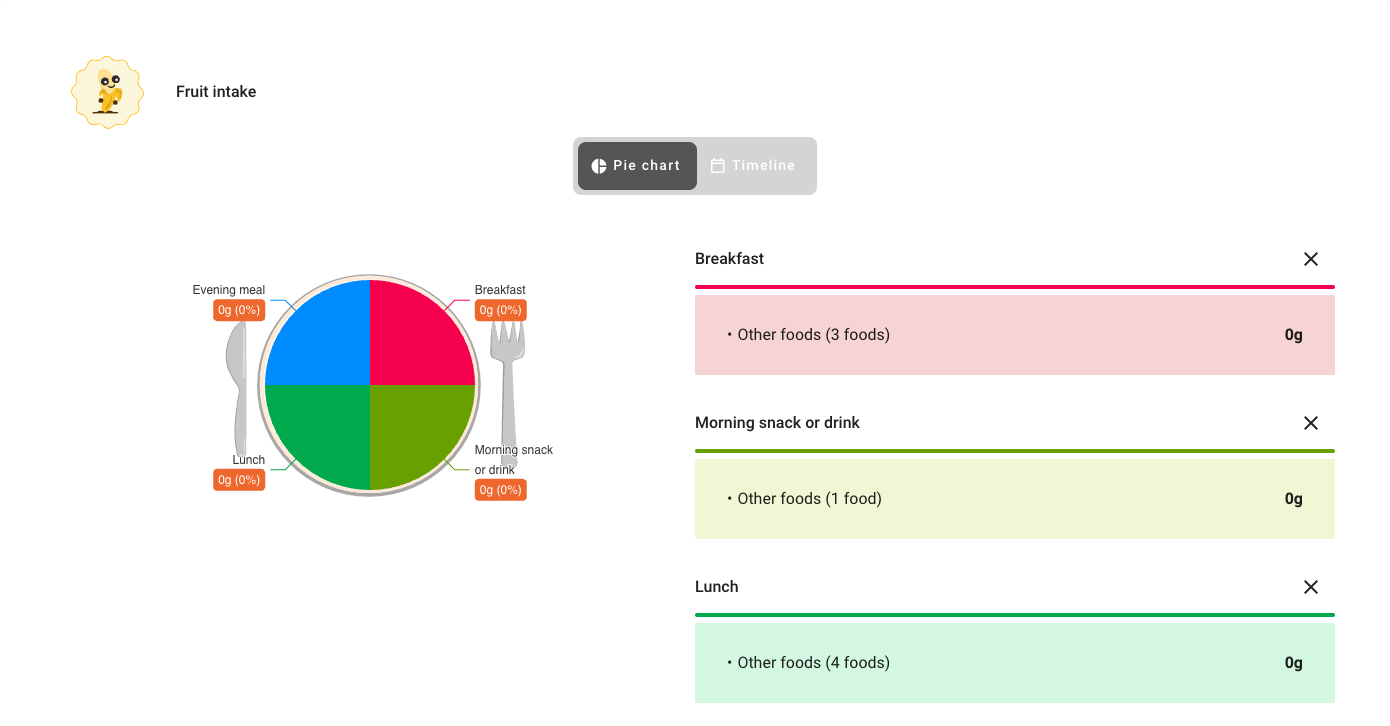 Fruit intake
Pie chart
Timeline
Evening meal
0g (0%)
Breakfast
0g (0%)
Lunch
0g (0%)
Morning snack
or drink
0g (0%)
Breakfast
• Other foods (3 foods) 0g
Morning snack or drink
• Other foods (1 food) 0g
Lunch
• Other foods (4 foods) 0g